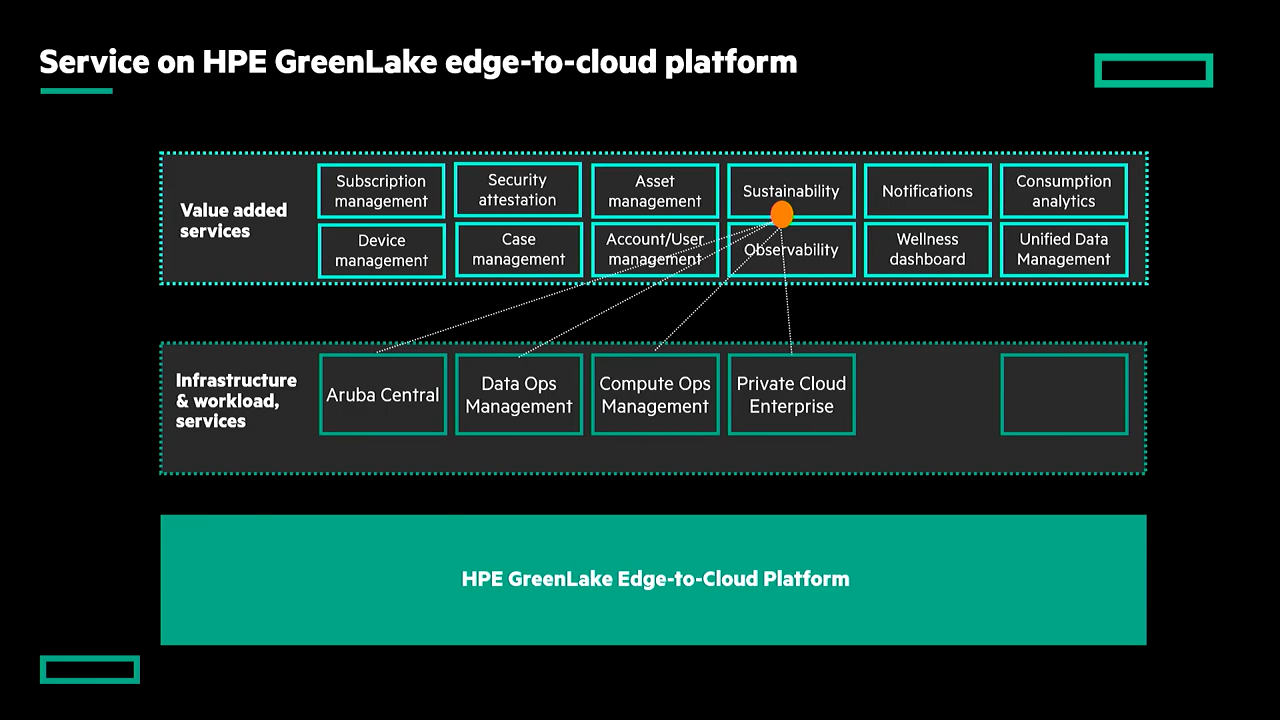 Service on HPE GreenLake edge-to-cloud platform
Value added
services
Subscription
management
Security
attestation
Asset
management
Sustainability
Notifications
Consumption
analytics
Device
management
Case
management
Account/User
management
Observability
Wellness
dashboard
Unified Data
Management
Infrastructure
& workload,
services
Aruba Central
Data Ops
Management
Compute Ops
Management
Private Cloud
Enterprise
HPE GreenLake Edge-to-Cloud Platform